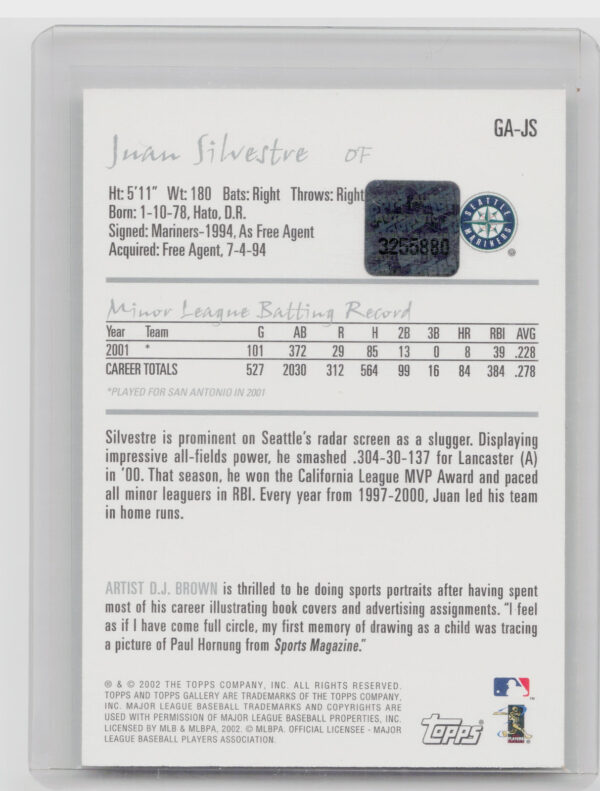 GA-JS
Juan Silvestre OF
Ht: 5'11" Wt: 180 Bats: Right Throws: Right
Born: 1-10-78, Hato, D.R.
Signed: Mariners-1994, As Free Agent
Acquired: Free Agent, 7-4-94
3255880
SEATTLE
MARINERS
Minor League Batting Record
Year Team G AB R H 2B 3B HR RBI AVG
2001 * 101 372 29 85 13 0 8 39 .228
CAREER TOTALS 527 2030 312 564 99 16 84 384 .278
*PLAYED FOR SAN ANTONIO IN 2001
Silvestre is prominent on Seattle's radar screen as a slugger. Displaying
impressive all-fields power, he smashed .304-30-137 for Lancaster (A)
in '00. That season, he won the California League MVP Award and paced
all minor leaguers in RBI. Every year from 1997-2000, Juan led his team
in home runs.
ARTIST D.J. BROWN is thrilled to be doing sports portraits after having spent
most of his career illustrating book covers and advertising assignments. "I feel
as if I have come full circle, my first memory of drawing as a child was tracing
a picture of Paul Hornung from Sports Magazine."
® & © 2002 THE TOPPS COMPANY, INC. ALL RIGHTS RESERVED.
TOPPS AND TOPPS GALLERY ARE TRADEMARKS OF THE TOPPS COMPANY,
INC. MAJOR LEAGUE BASEBALL TRADEMARKS AND COPYRIGHTS ARE
USED WITH PERMISSION OF MAJOR LEAGUE BASEBALL PROPERTIES, INC.
LICENSED BY MLB & MLBPA, 2002. © MLBPA. OFFICIAL LICENSEE - MAJOR
LEAGUE BASEBALL PLAYERS ASSOCIATION.
topps®